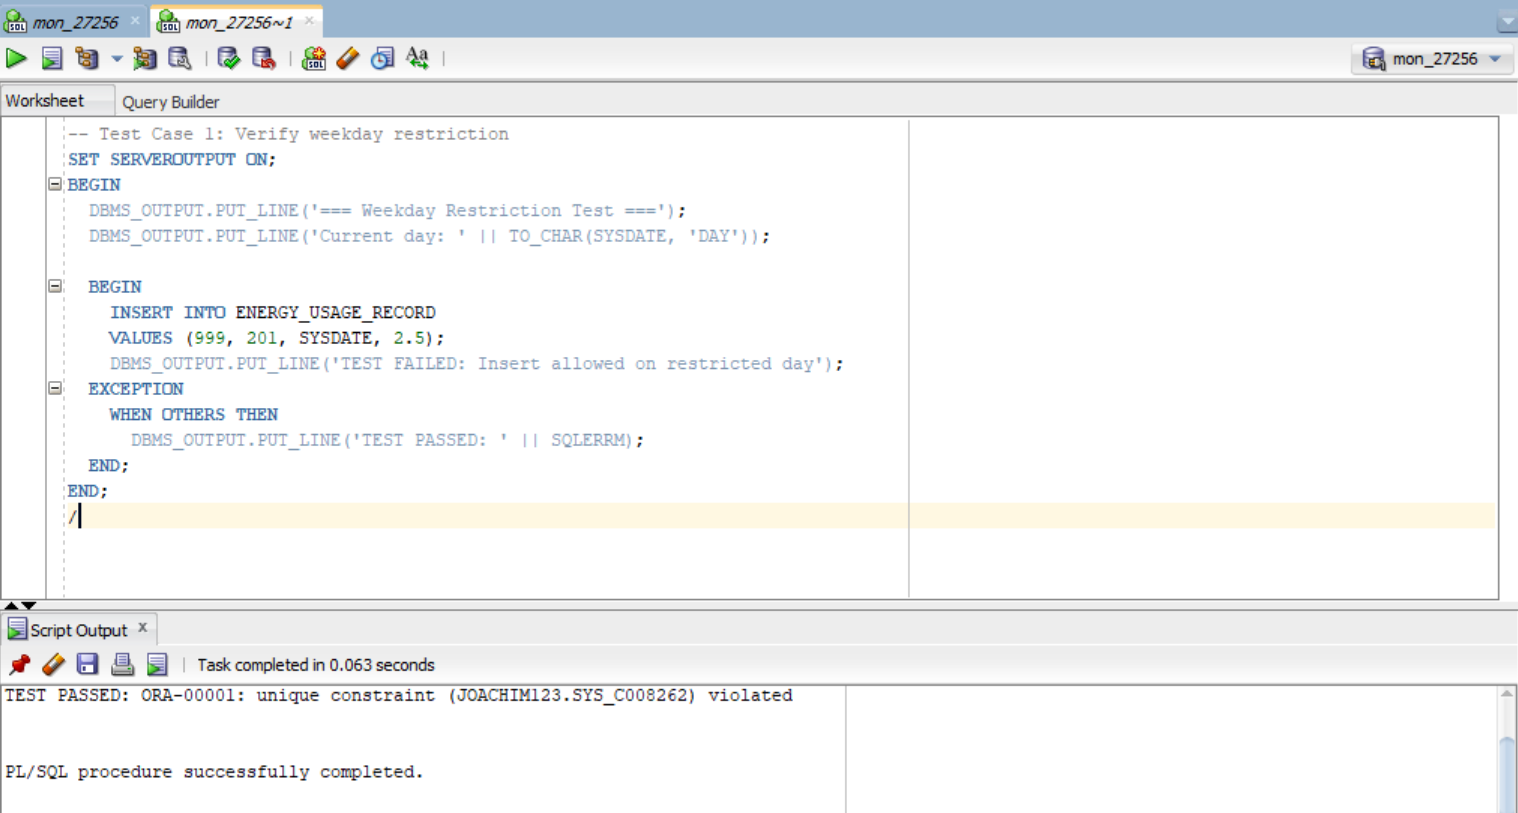 mon_27256
mon_27256~1
mon_27256
Worksheet
Query Builder
-- Test Case 1: Verify weekday restriction
SET SERVEROUTPUT ON;
BEGIN
DBMS_OUTPUT.PUT_LINE('=== Weekday Restriction Test ===');
DBMS_OUTPUT.PUT_LINE('Current day: ' || TO_CHAR(SYSDATE, 'DAY'));
BEGIN
INSERT INTO ENERGY_USAGE_RECORD
VALUES (999, 201, SYSDATE, 2.5);
DBMS_OUTPUT.PUT_LINE('TEST FAILED: Insert allowed on restricted day');
EXCEPTION
WHEN OTHERS THEN
DBMS_OUTPUT.PUT_LINE('TEST PASSED: ' || SQLERRM);
END;
END;
/
Script Output
Task completed in 0.063 seconds
TEST PASSED: ORA-00001: unique constraint (JOACHIM123.SYS_C008262) violated
PL/SQL procedure successfully completed.